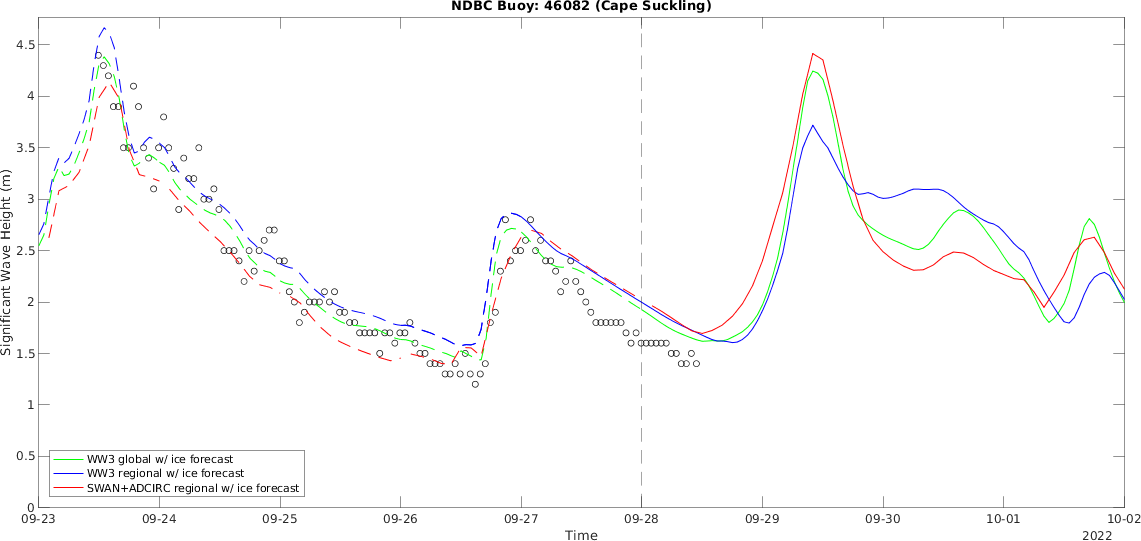 NDBC Buoy: 46082 (Cape Suckling)
Significant Wave Height (m)
4.5
4
3.5
3
2.5
2
1.5
1
0.5
0
WW3 global w/ ice forecast
WW3 regional w/ ice forecast
SWAN+ADCIRC regional w/ ice forecast
09-23 09-24 09-25 09-26 09-27 09-28 09-29 09-30 10-01 10-02
Time
2022